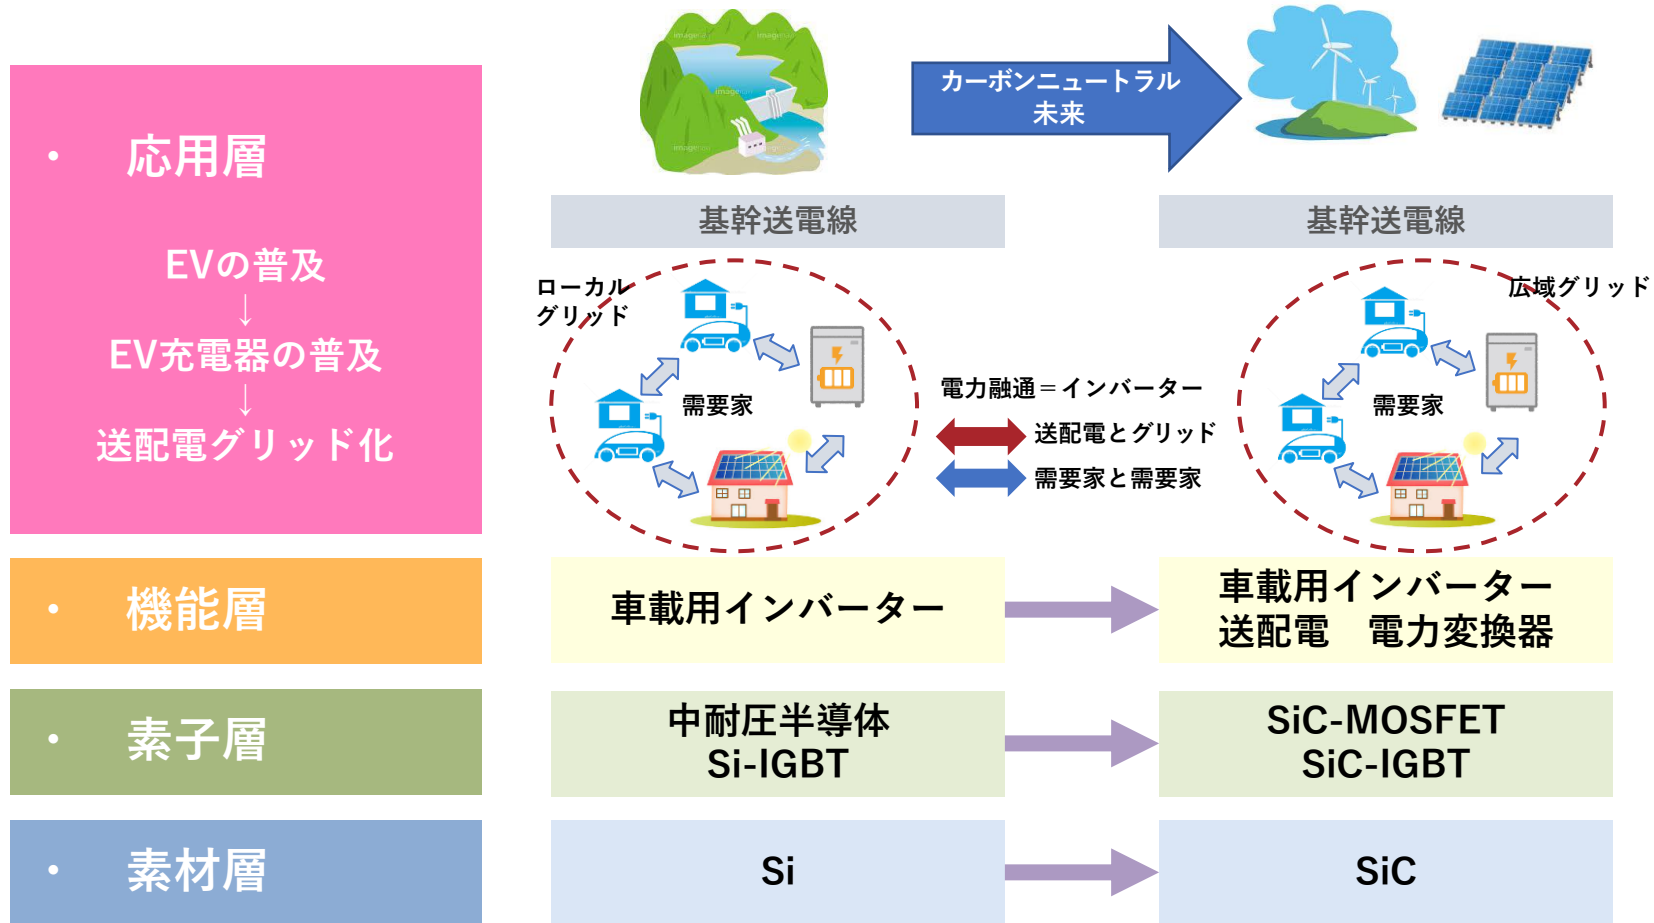 ・ 応用層
EVの普及
↓
EV充電器の普及
↓
送配電グリッド化
カーボンニュートラル
未来
基幹送電線
基幹送電線
ローカル
グリッド
需要家
電力融通＝インバーター
送配電とグリッド
需要家と需要家
広域グリッド
需要家
・ 機能層
車載用インバーター
車載用インバーター
送配電　電力変換器
・ 素子層
中耐圧半導体
Si-IGBT
SiC-MOSFET
SiC-IGBT
・ 素材層
Si
SiC